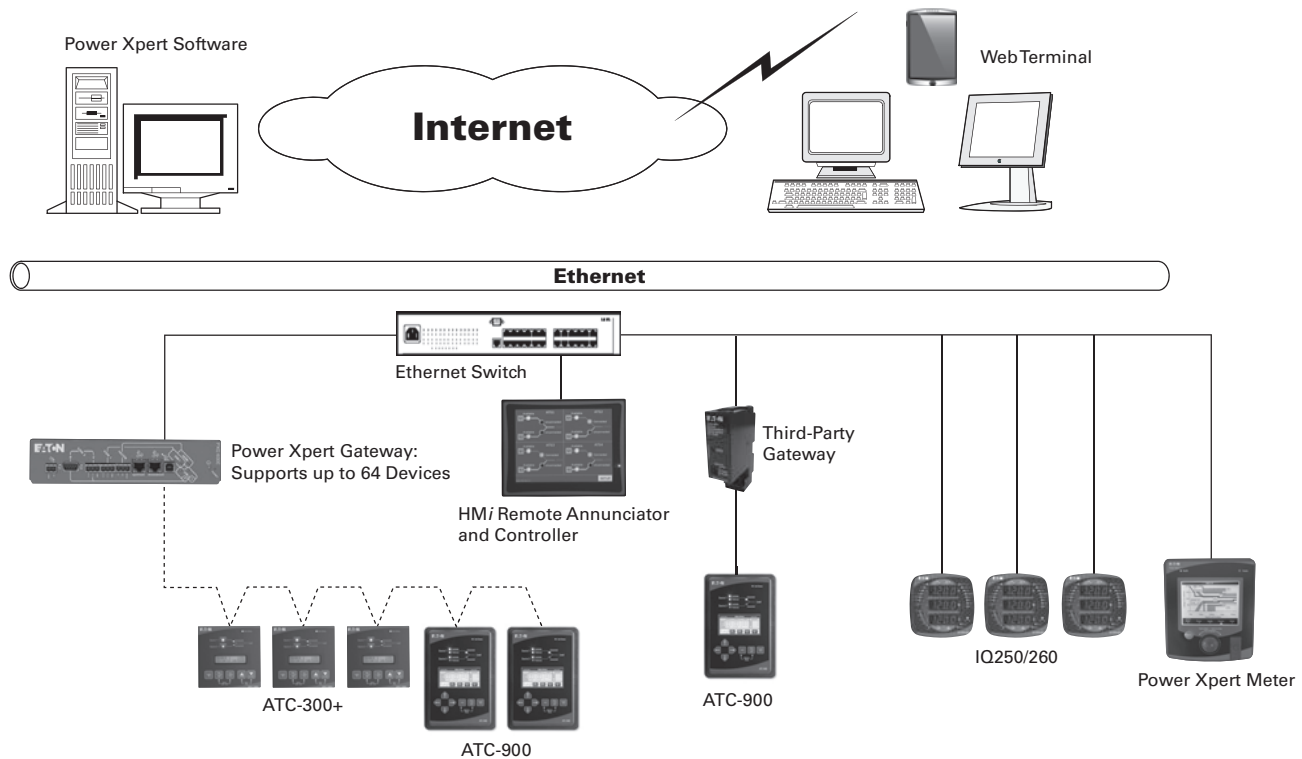 Power Xpert Software
Internet
Web Terminal
Ethernet
Ethernet Switch
EATON
Power Xpert Gateway:
Supports up to 64 Devices
HMi Remote Annunciator
and Controller
Third-Party
Gateway
ATC-300+
ATC-900
ATC-900
IQ250/260
Power Xpert Meter